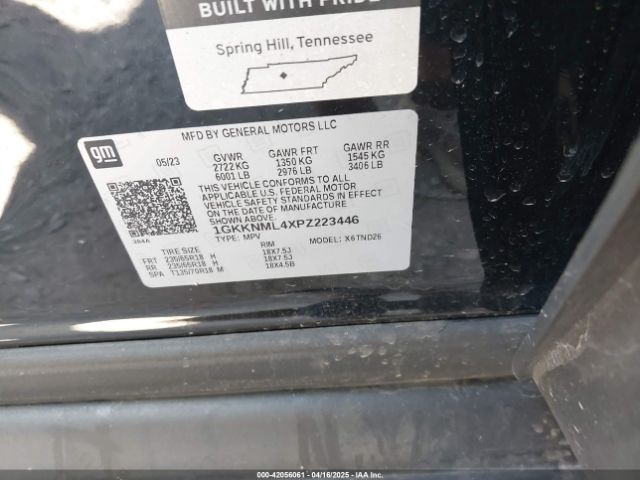 BUILT WITH PRIDE
Spring Hill, Tennessee
MFD BY GENERAL MOTORS LLC
gm
05/23 GVWR GAWR FRT GAWR RR
2722 KG 1350 KG 1545 KG
6001 LB 2976 LB 3406 LB
THIS VEHICLE CONFORMS TO ALL
APPLICABLE U.S. FEDERAL MOTOR
VEHICLE SAFETY STANDARDS IN EFFECT
ON THE DATE OF MANUFACTURE
SHOWN ABOVE.
1GKKNML4XPZ223446
384A TYPE: MPV MODEL: X6TND26
TIRE SIZE RIM
FRT 235/65R18 H 18X7.5J
RR 235/65R18 H 18X7.5J
SPA T135/70R18 M 18X4.5B
000-42056061 - 04/16/2025 - COPYRIGHT IAA, LLC.